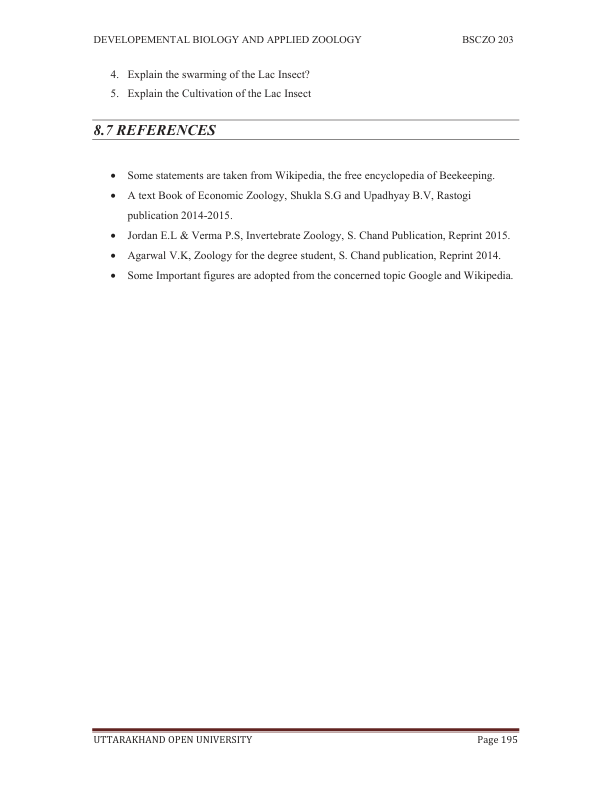 DEVELOPEMENTAL BIOLOGY AND APPLIED ZOOLOGY BSCZO 203
4. Explain the swarming of the Lac Insect?
5. Explain the Cultivation of the Lac Insect
8.7 REFERENCES
• Some statements are taken from Wikipedia, the free encyclopedia of Beekeeping.
• A text Book of Economic Zoology, Shukla S.G and Upadhyay B.V, Rastogi
publication 2014-2015.
• Jordan E.L & Verma P.S, Invertebrate Zoology, S. Chand Publication, Reprint 2015.
• Agarwal V.K, Zoology for the degree student, S. Chand publication, Reprint 2014.
• Some Important figures are adopted from the concerned topic Google and Wikipedia.
UTTARAKHAND OPEN UNIVERSITY Page 195